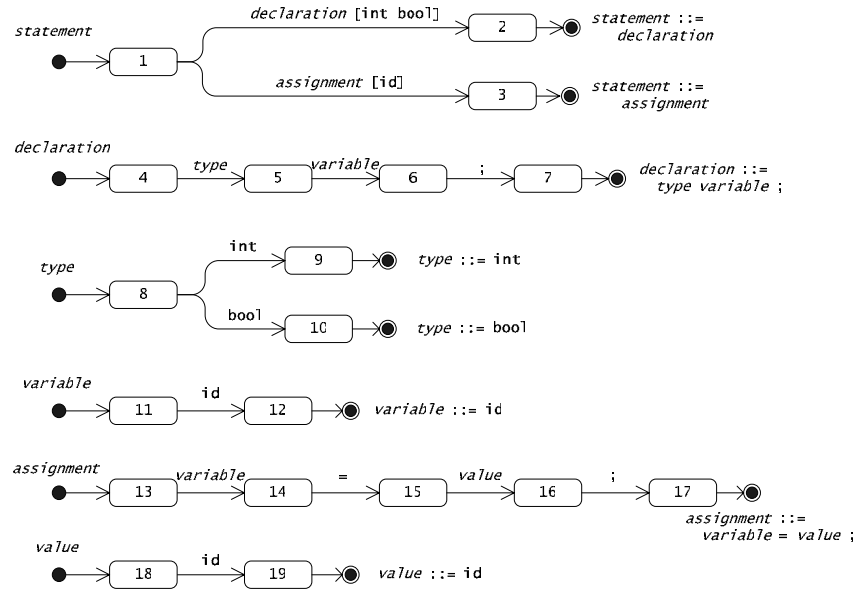 declaration [int bool]
statement
1
2
statement ::=
declaration
assignment [id]
3
statement ::=
assignment
declaration
4
type
5
variable
6
;
7
declaration ::=
type variable ;
type
8
int
9
type ::= int
bool
10
type ::= bool
variable
11
id
12
variable ::= id
assignment
13
variable
14
=
15
value
16
;
17
assignment ::=
variable = value ;
value
18
id
19
value ::= id